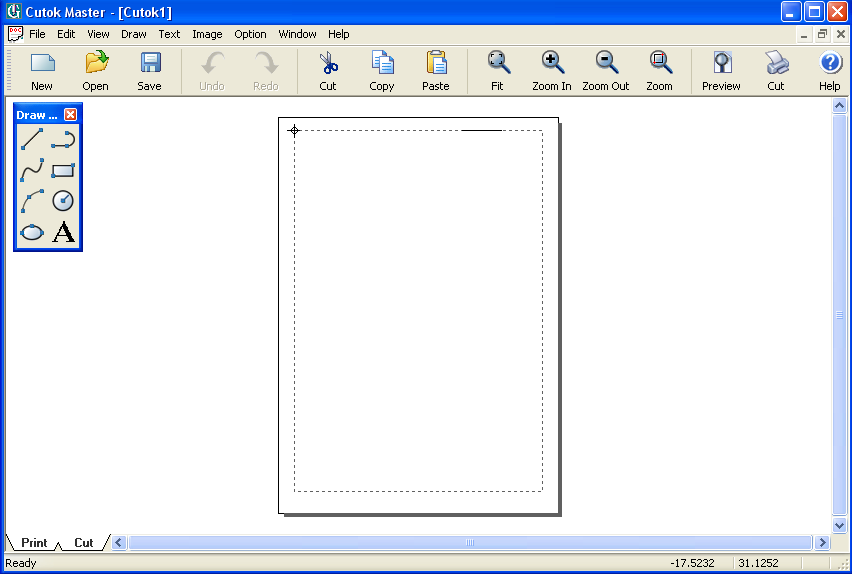 Cutok Master - [Cutok1]
DOC File Edit View Draw Text Image Option Window Help
New Open Save Undo Redo Cut Copy Paste Fit Zoom In Zoom Out Zoom Preview Cut Help
Draw ...
A
Print Cut
Ready -17.5232 31.1252